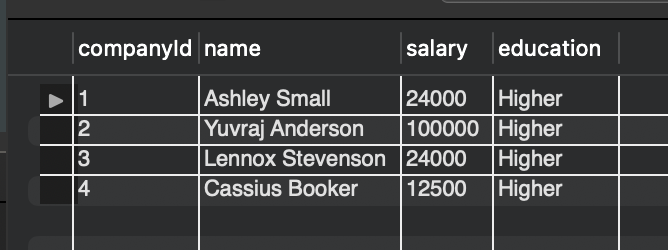 companyId name salary education
1 Ashley Small 24000 Higher
2 Yuvraj Anderson 100000 Higher
3 Lennox Stevenson 24000 Higher
4 Cassius Booker 12500 Higher